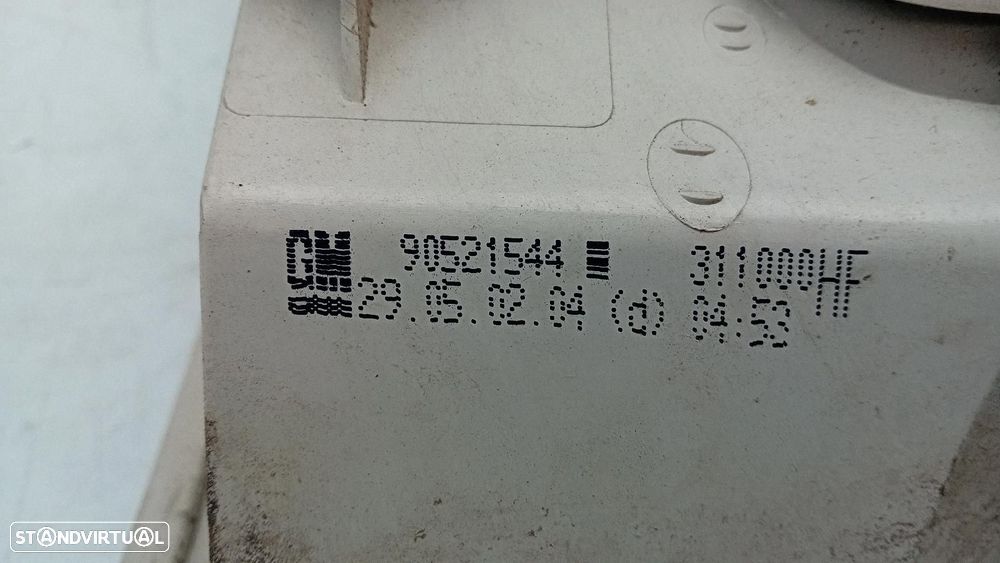 GM 90521544 311000HF
29.05.02.04 (d) 04:53
STANDVIRTUAL